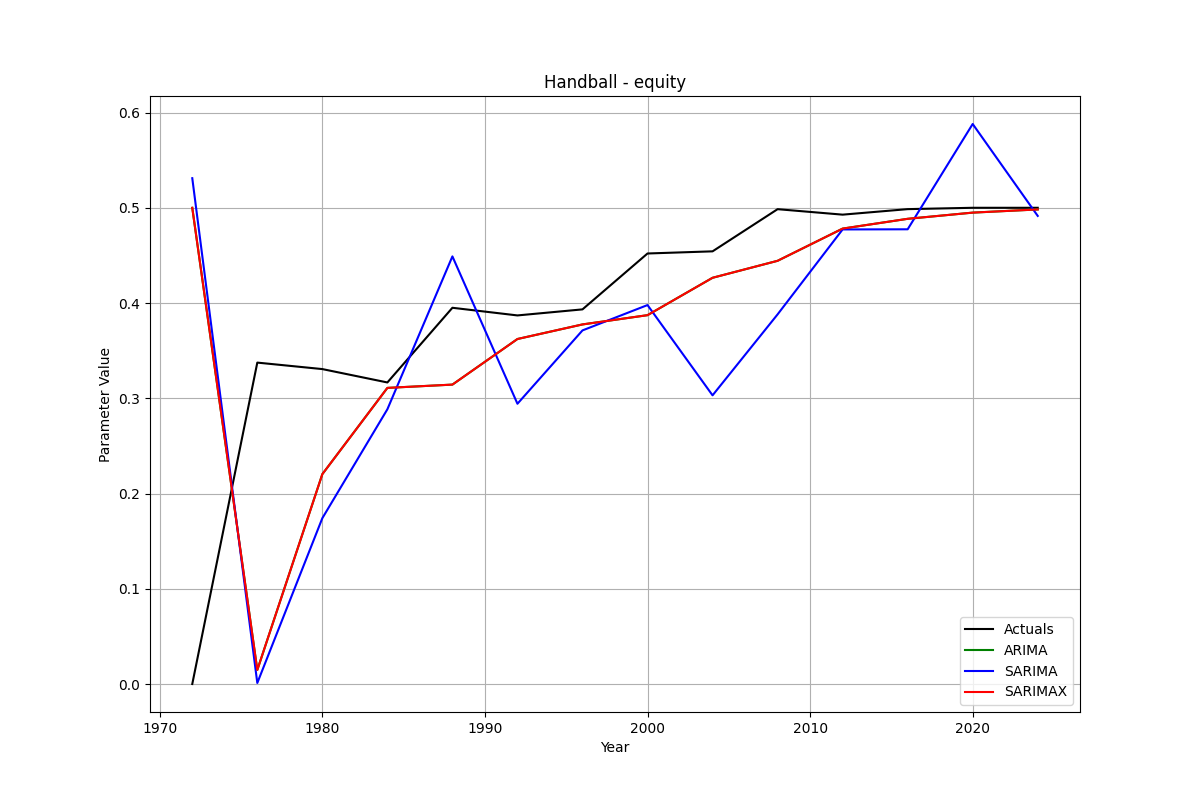 Handball - equity
0.6
0.5
0.4
0.3
0.2
0.1
0.0
Parameter Value
1970 1980 1990 2000 2010 2020
Year
Actuals
ARIMA
SARIMA
SARIMAX